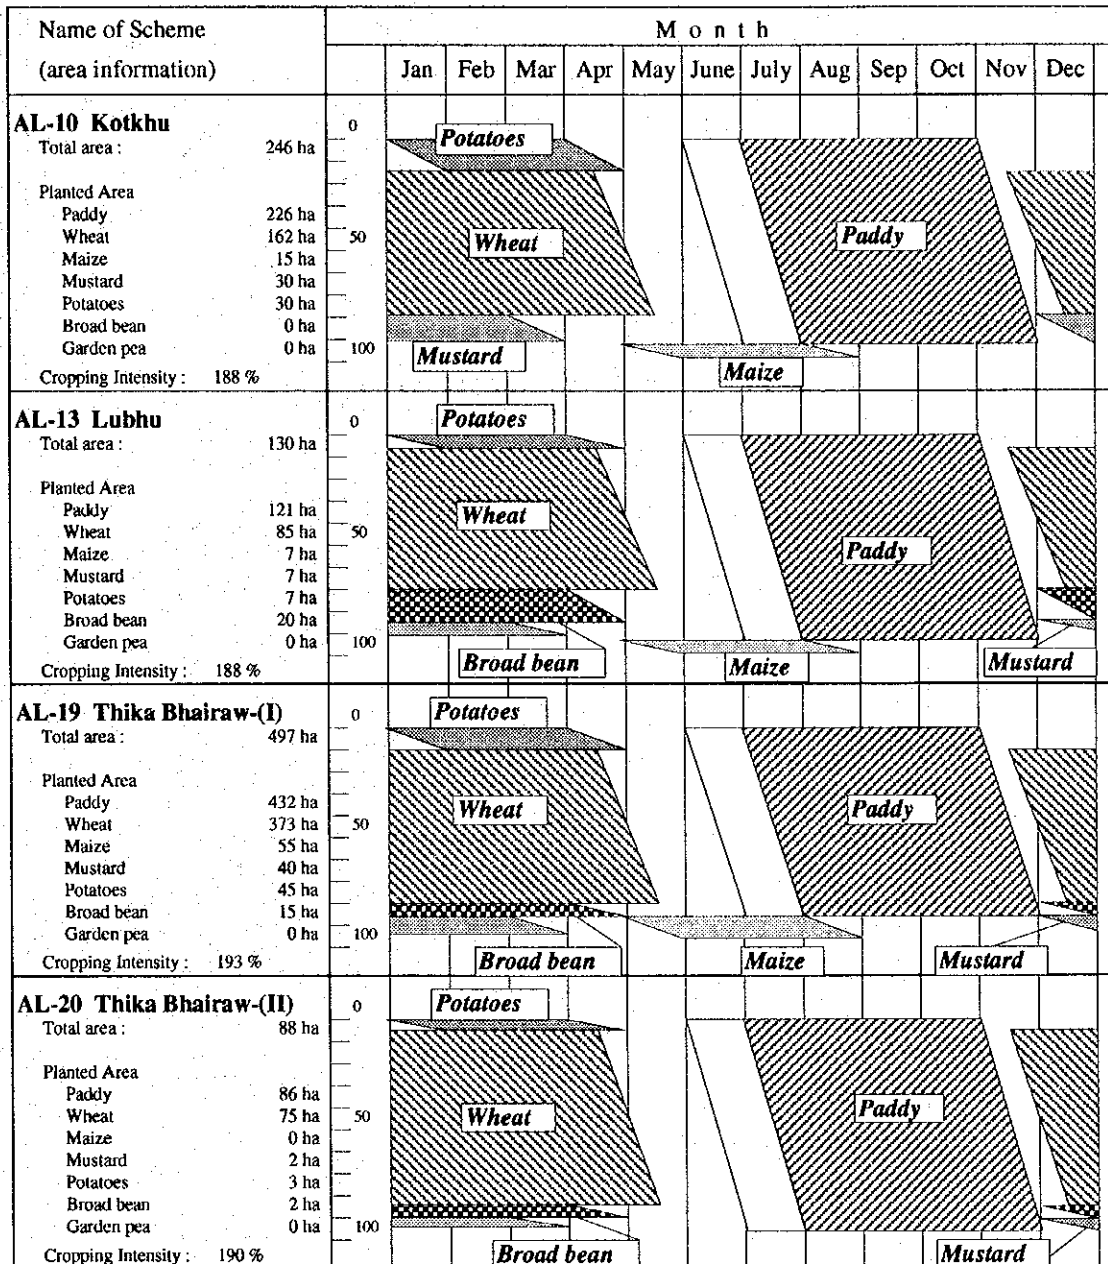 Name of Scheme
(area information)
Month
Jan Feb Mar Apr May June July Aug Sep Oct Nov Dec
AL-10 Kotkhu
Total area : 246 ha
Planted Area
Paddy 226 ha
Wheat 162 ha
Maize 15 ha
Mustard 30 ha
Potatoes 30 ha
Broad bean 0 ha
Garden pea 0 ha
Cropping Intensity : 188 %
0
50
100
Potatoes
Wheat
Paddy
Mustard
Maize
AL-13 Lubhu
Total area : 130 ha
Planted Area
Paddy 121 ha
Wheat 85 ha
Maize 7 ha
Mustard 7 ha
Potatoes 7 ha
Broad bean 20 ha
Garden pea 0 ha
Cropping Intensity : 188 %
0
50
100
Potatoes
Wheat
Paddy
Broad bean
Maize
Mustard
AL-19 Thika Bhairaw-(I)
Total area : 497 ha
Planted Area
Paddy 432 ha
Wheat 373 ha
Maize 55 ha
Mustard 40 ha
Potatoes 45 ha
Broad bean 15 ha
Garden pea 0 ha
Cropping Intensity : 193 %
0
50
100
Potatoes
Wheat
Paddy
Broad bean
Maize
Mustard
AL-20 Thika Bhairaw-(II)
Total area : 88 ha
Planted Area
Paddy 86 ha
Wheat 75 ha
Maize 0 ha
Mustard 2 ha
Potatoes 3 ha
Broad bean 2 ha
Garden pea 0 ha
Cropping Intensity : 190 %
0
50
100
Potatoes
Wheat
Paddy
Broad bean
Mustard